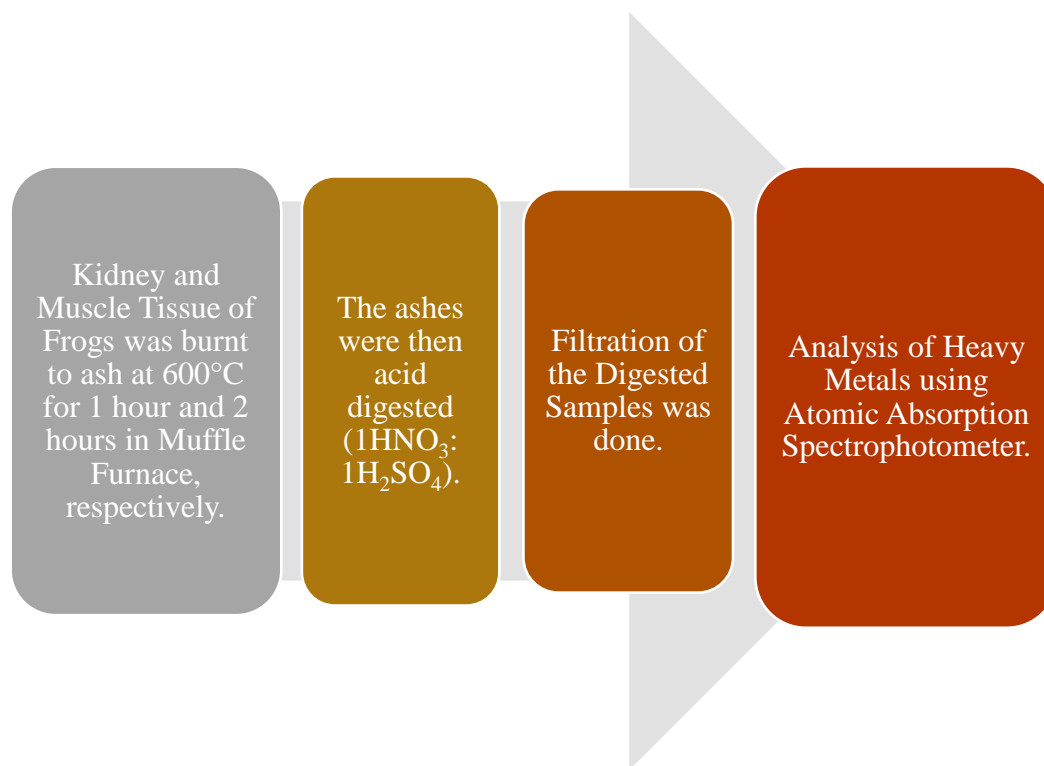 Kidney and
Muscle Tissue of
Frogs was burnt
to ash at 600°C
for 1 hour and 2
hours in Muffle
Furnace,
respectively.
The ashes
were then
acid
digested
(1HNO₃:
1H₂SO₄).
Filtration of
the Digested
Samples was
done.
Analysis of Heavy
Metals using
Atomic Absorption
Spectrophotometer.